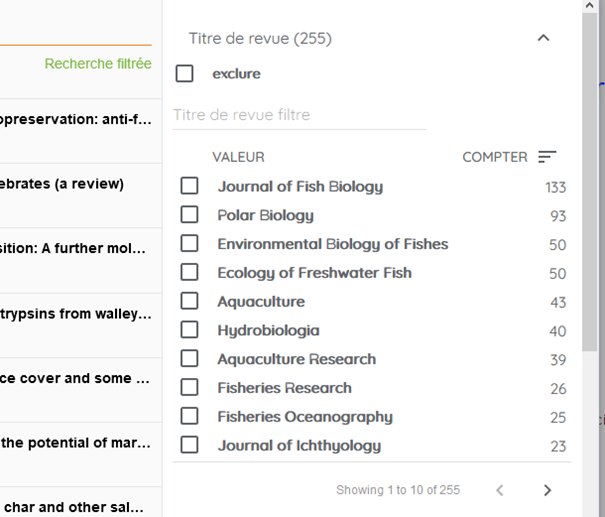 Recherche filtrée
opreservation: anti-f...
ebrates (a review)
sition: A further mol...
trypsins from walley...
ce cover and some ...
the potential of mar...
char and other sal...
Titre de revue (255)
exclure
Titre de revue filtre
VALEUR COMPTER
Journal of Fish Biology 133
Polar Biology 93
Environmental Biology of Fishes 50
Ecology of Freshwater Fish 50
Aquaculture 43
Hydrobiologia 40
Aquaculture Research 39
Fisheries Research 26
Fisheries Oceanography 25
Journal of Ichthyology 23
Showing 1 to 10 of 255